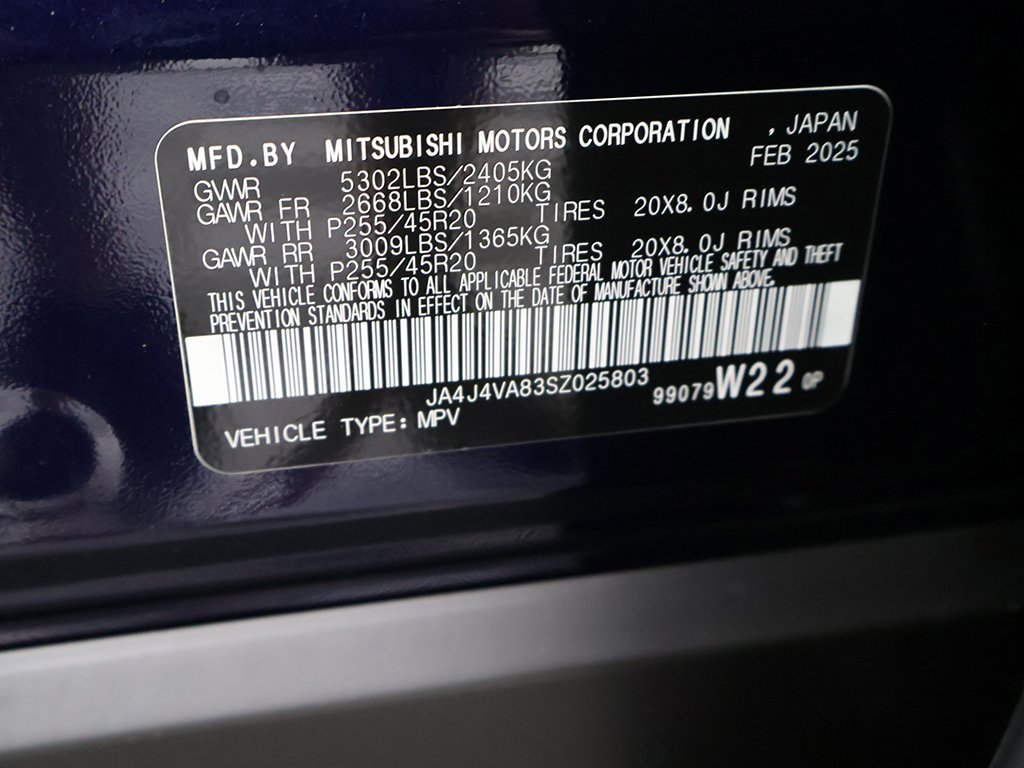 MFD.BY MITSUBISHI MOTORS CORPORATION , JAPAN
FEB 2025
GVWR 5302LBS/2405KG
GAWR FR 2668LBS/1210KG
WITH P255/45R20 TIRES 20X8.0J RIMS
GAWR RR 3009LBS/1365KG
WITH P255/45R20 TIRES 20X8.0J RIMS
THIS VEHICLE CONFORMS TO ALL APPLICABLE FEDERAL MOTOR VEHICLE SAFETY AND THEFT
PREVENTION STANDARDS IN EFFECT ON THE DATE OF MANUFACTURE SHOWN ABOVE.
JA4J4VA83SZ025803
99079W22 0P
VEHICLE TYPE: MPV